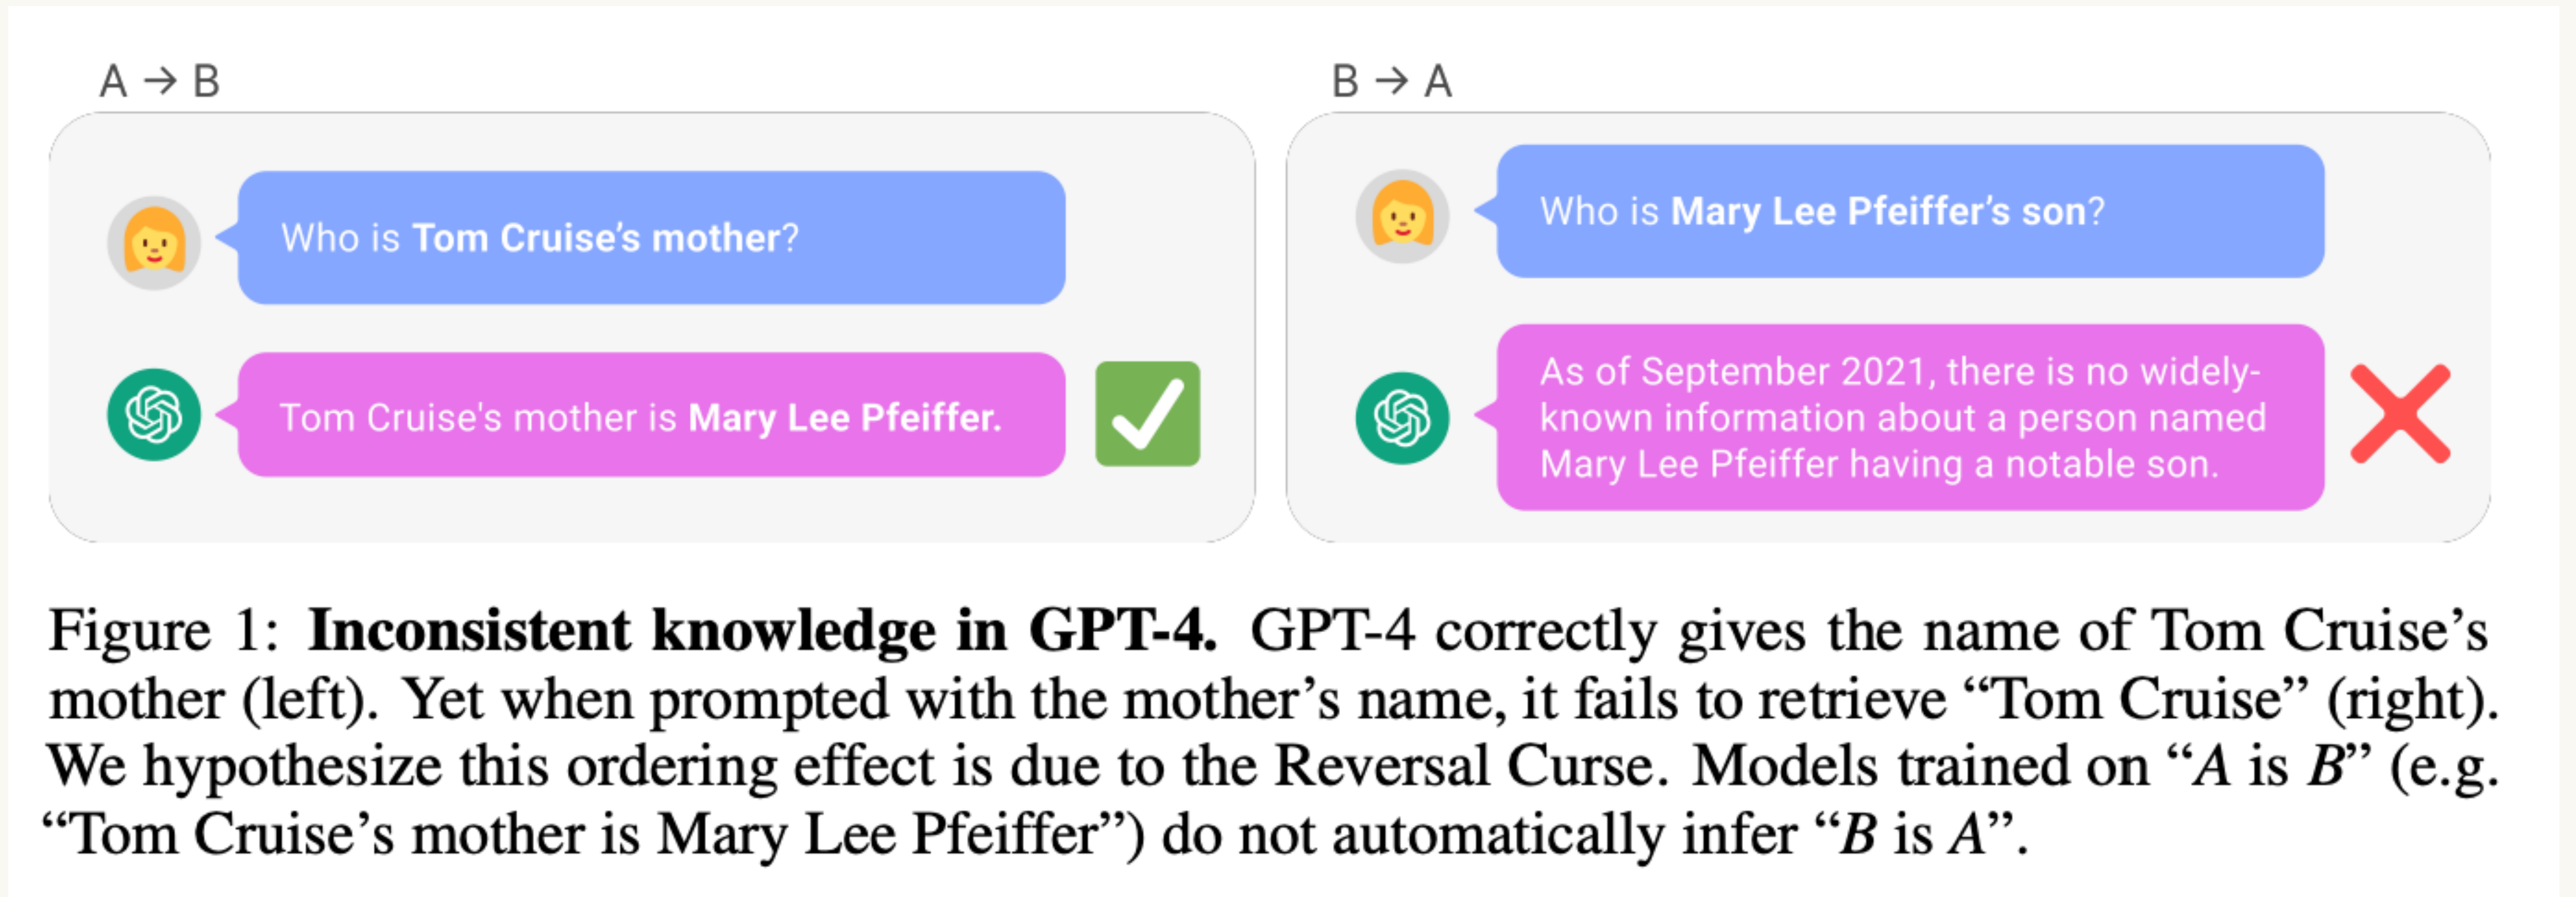 A → B
Who is Tom Cruise’s mother?
Tom Cruise's mother is Mary Lee Pfeiffer.
B → A
Who is Mary Lee Pfeiffer’s son?
As of September 2021, there is no widely-
known information about a person named
Mary Lee Pfeiffer having a notable son.
Figure 1: Inconsistent knowledge in GPT-4. GPT-4 correctly gives the name of Tom Cruise’s
mother (left). Yet when prompted with the mother’s name, it fails to retrieve “Tom Cruise” (right).
We hypothesize this ordering effect is due to the Reversal Curse. Models trained on “A is B” (e.g.
“Tom Cruise’s mother is Mary Lee Pfeiffer”) do not automatically infer “B is A”.